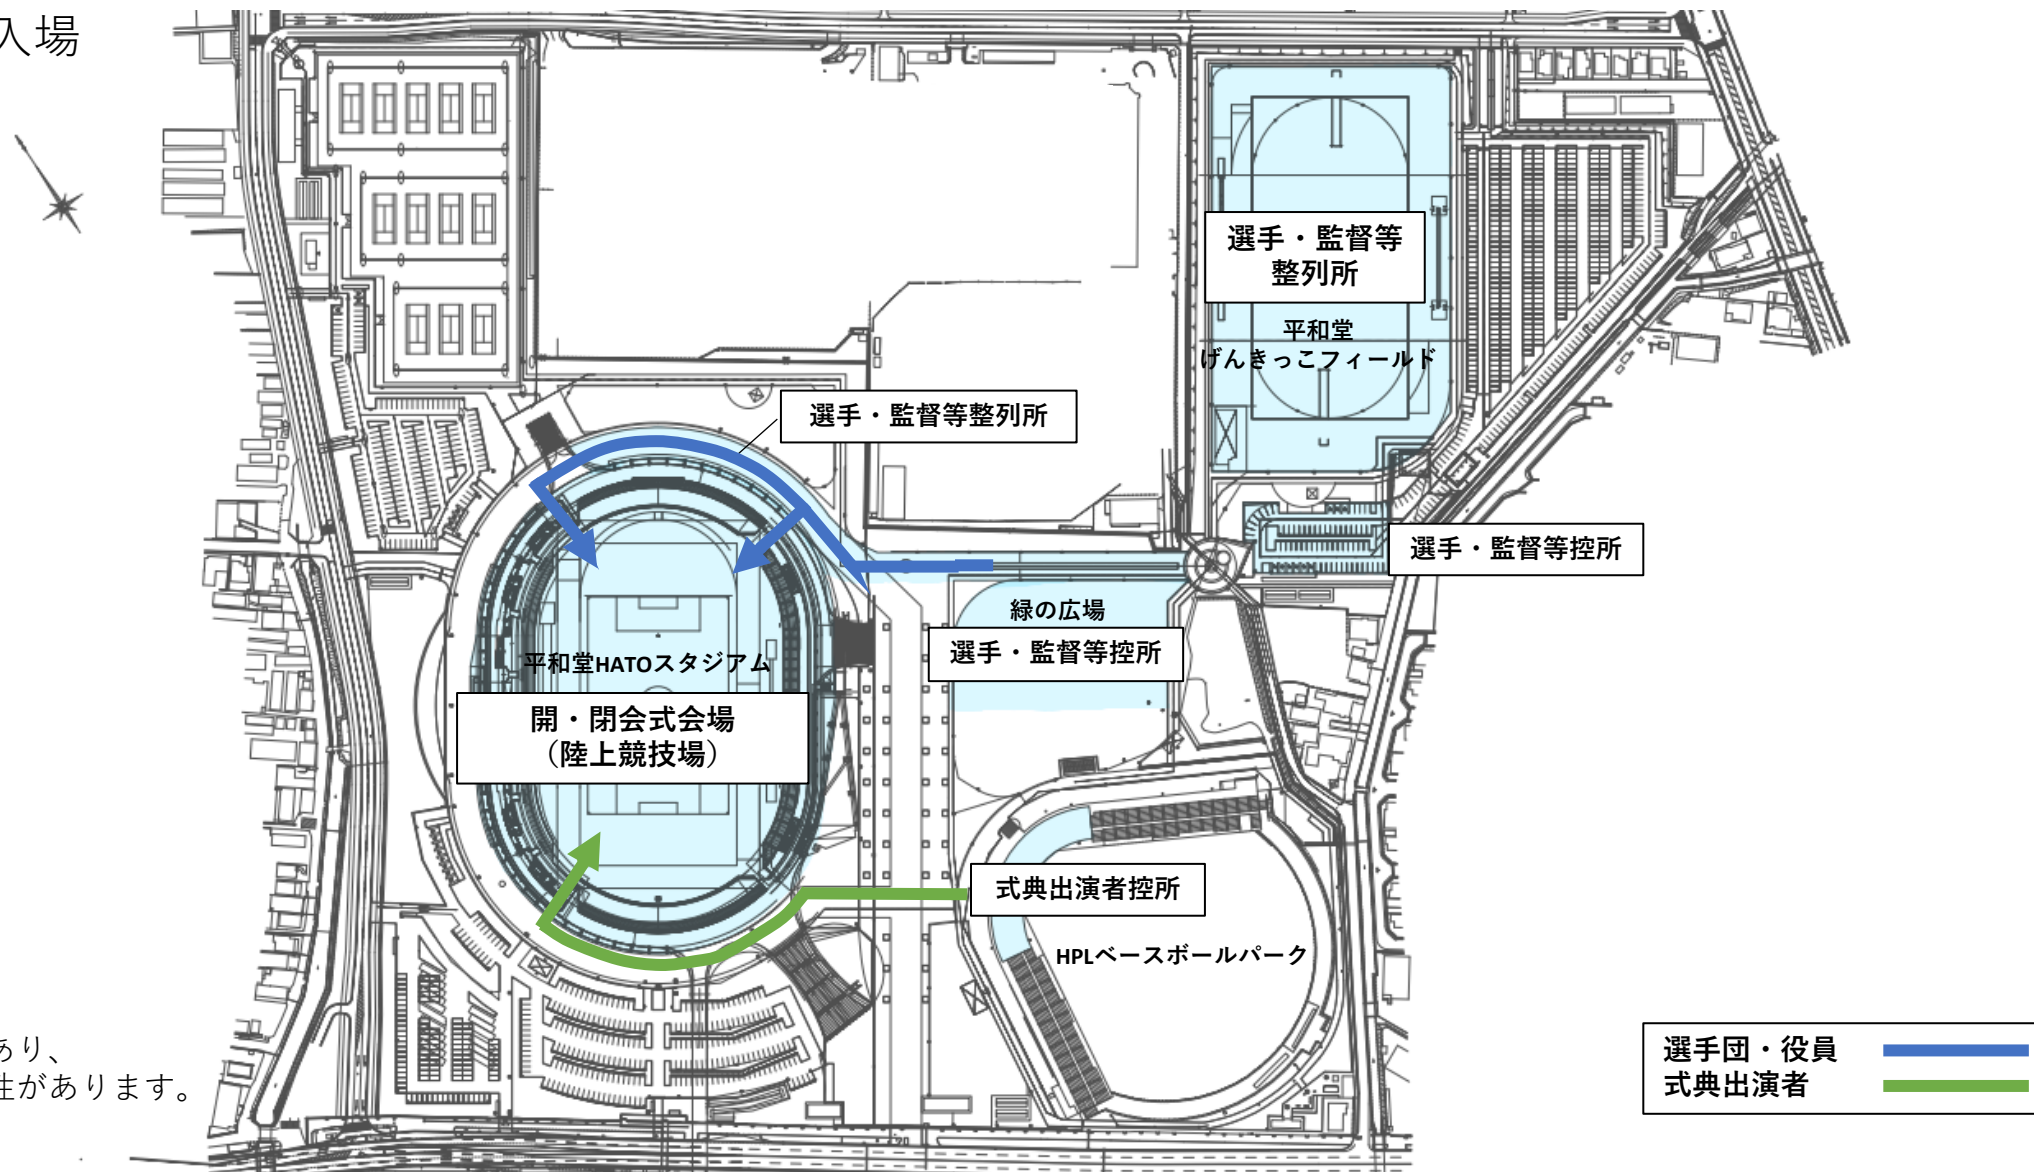 入場
選手・監督等
整列所
平和堂
げんきっこフィールド
選手・監督等整列所
選手・監督等控所
緑の広場
選手・監督等控所
平和堂HATOスタジアム
開・閉会式会場
（陸上競技場）
式典出演者控所
HPLベースボールパーク
あり、
性があります。
選手団・役員
式典出演者